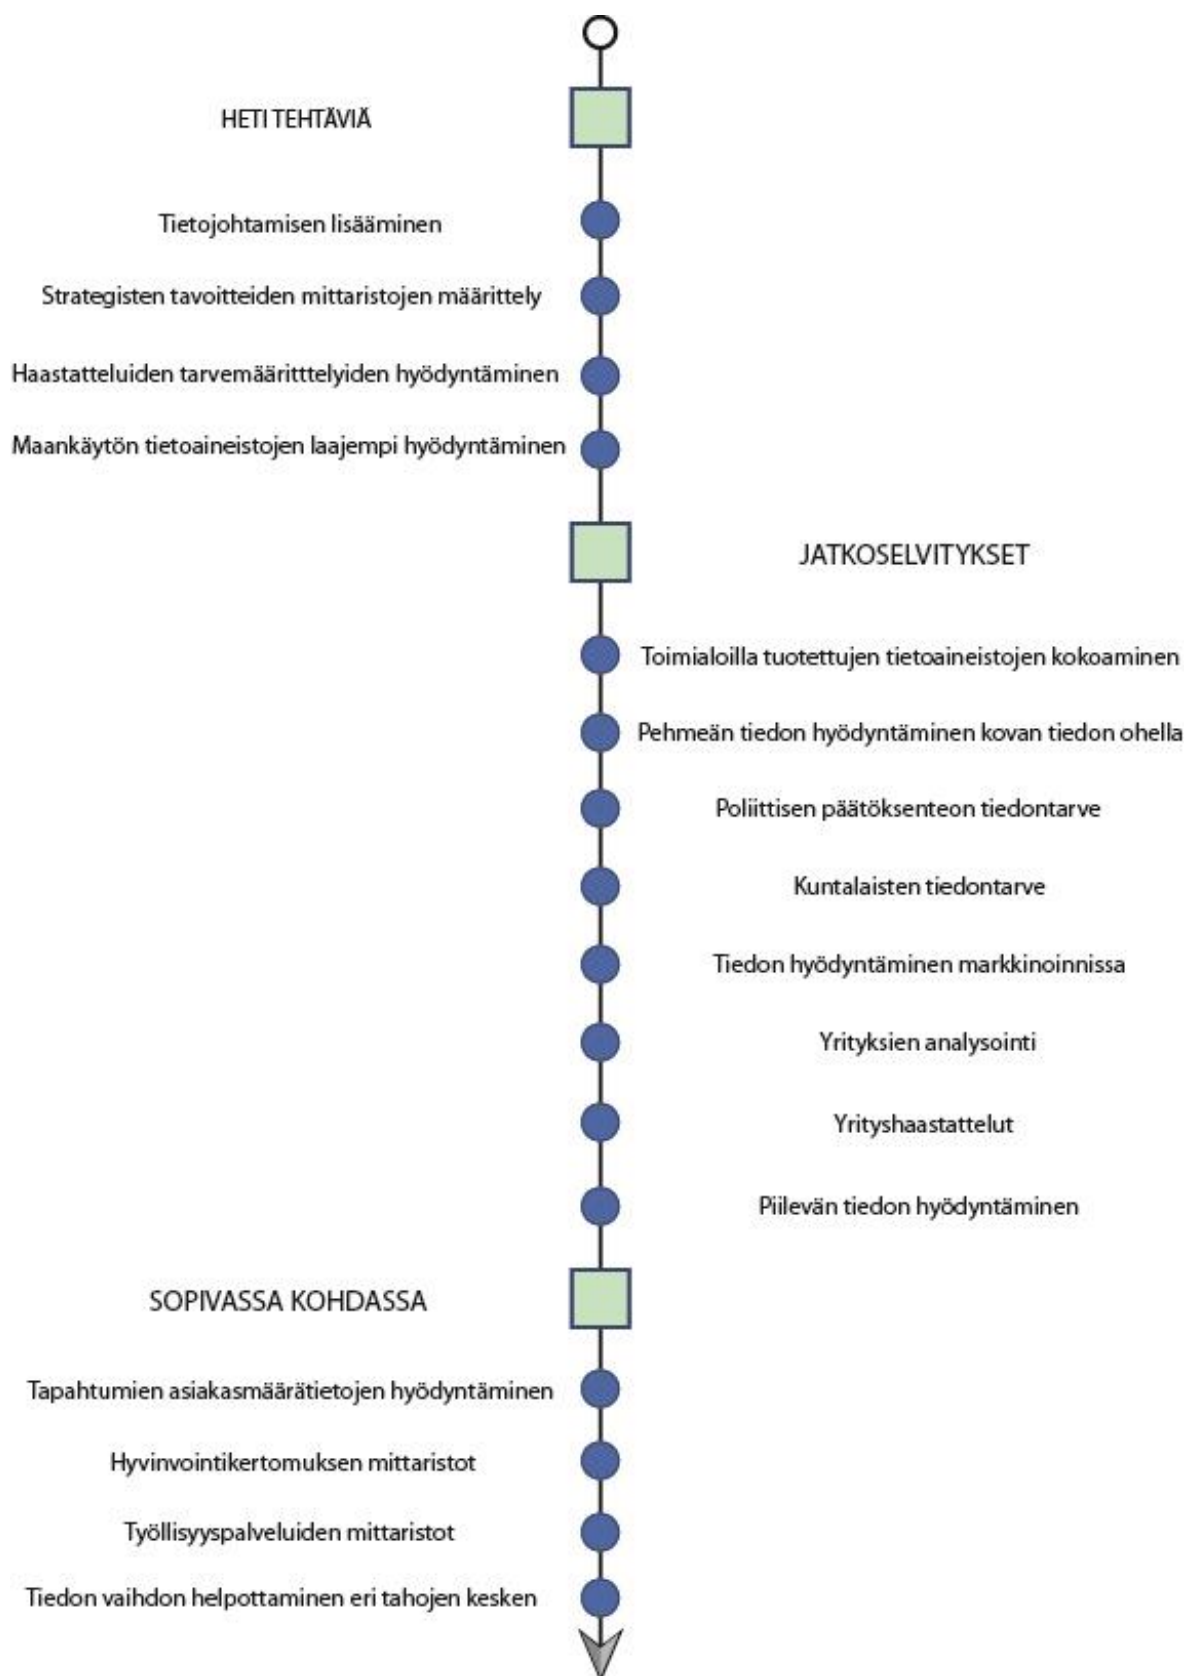 HETI TEHTÄVIÄ
Tietojohtamisen lisääminen
Strategisten tavoitteiden mittaristojen määrittely
Haastatteluiden tarvemääritttelyiden hyödyntäminen
Maankäytön tietoaineistojen laajempi hyödyntäminen
JATKOSELVITYKSET
Toimialoilla tuotettujen tietoaineistojen kokoaminen
Pehmeän tiedon hyödyntäminen kovan tiedon ohella
Poliittisen päätöksenteon tiedontarve
Kuntalaisten tiedontarve
Tiedon hyödyntäminen markkinoinnissa
Yrityksien analysointi
Yrityshaastattelut
Piilevän tiedon hyödyntäminen
SOPIVASSA KOHDASSA
Tapahtumien asiakasmäärätietojen hyödyntäminen
Hyvinvointikertomuksen mittaristot
Työllisyyspalveluiden mittaristot
Tiedon vaihdon helpottaminen eri tahojen kesken